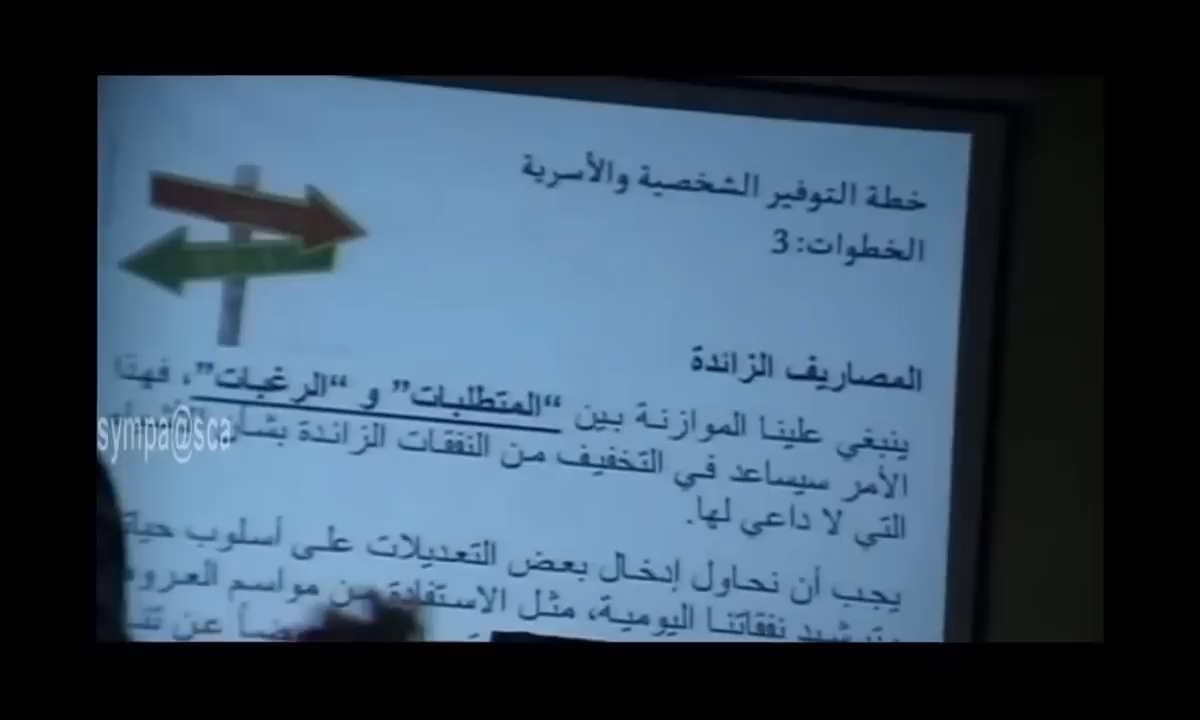 خطة التوفير الشخصية والأسرية
الخطوات: 3
المصاريف الزائدة
ينبغي علينا الموازنة بين “المتطلبات” و “الرغبات”، فهذا
الأمر سيساعد في التخفيف من النفقات الزائدة
التي لا داعي لها.
يجب أن نحاول إدخال بعض التعديلات على أسلوب
نفقاتنا اليومية، مثل الاستفادة من مواسم
عن
sympa@sca